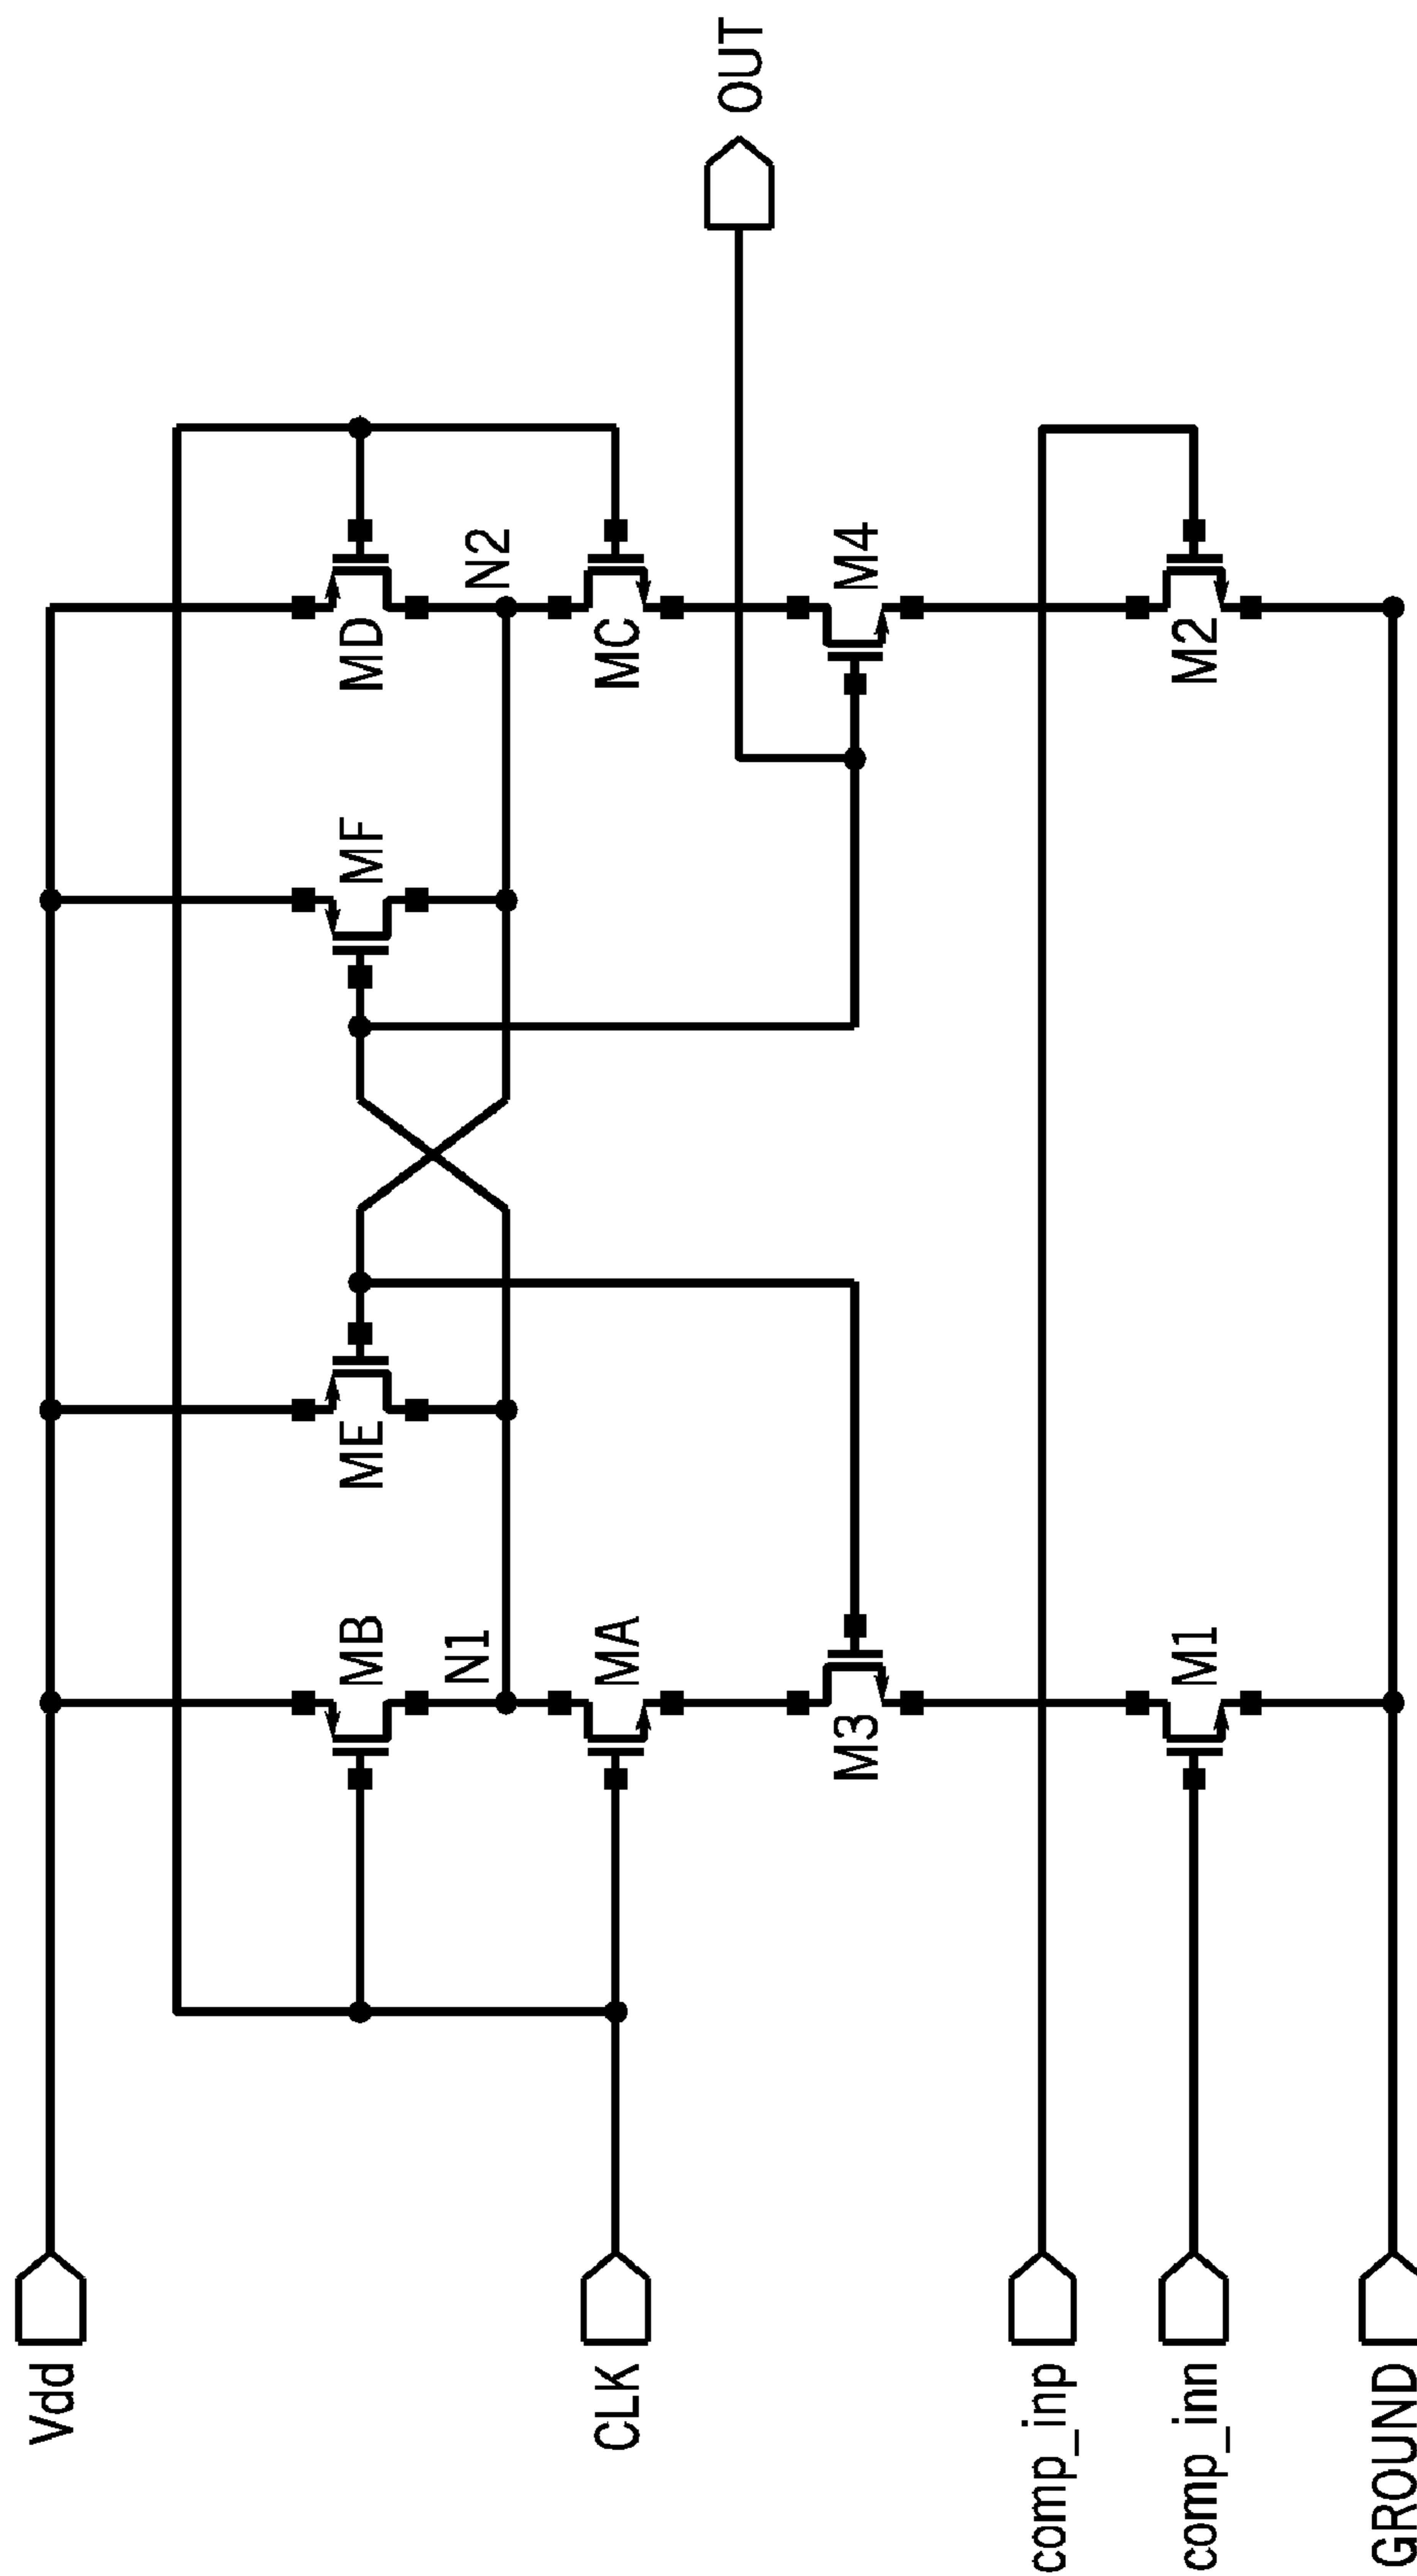 Vdd
CLK
comp_inp
comp_inn
GROUND
MB
N1
MA
M3
M1
ME
MF
MD
N2
MC
M4
M2
OUT